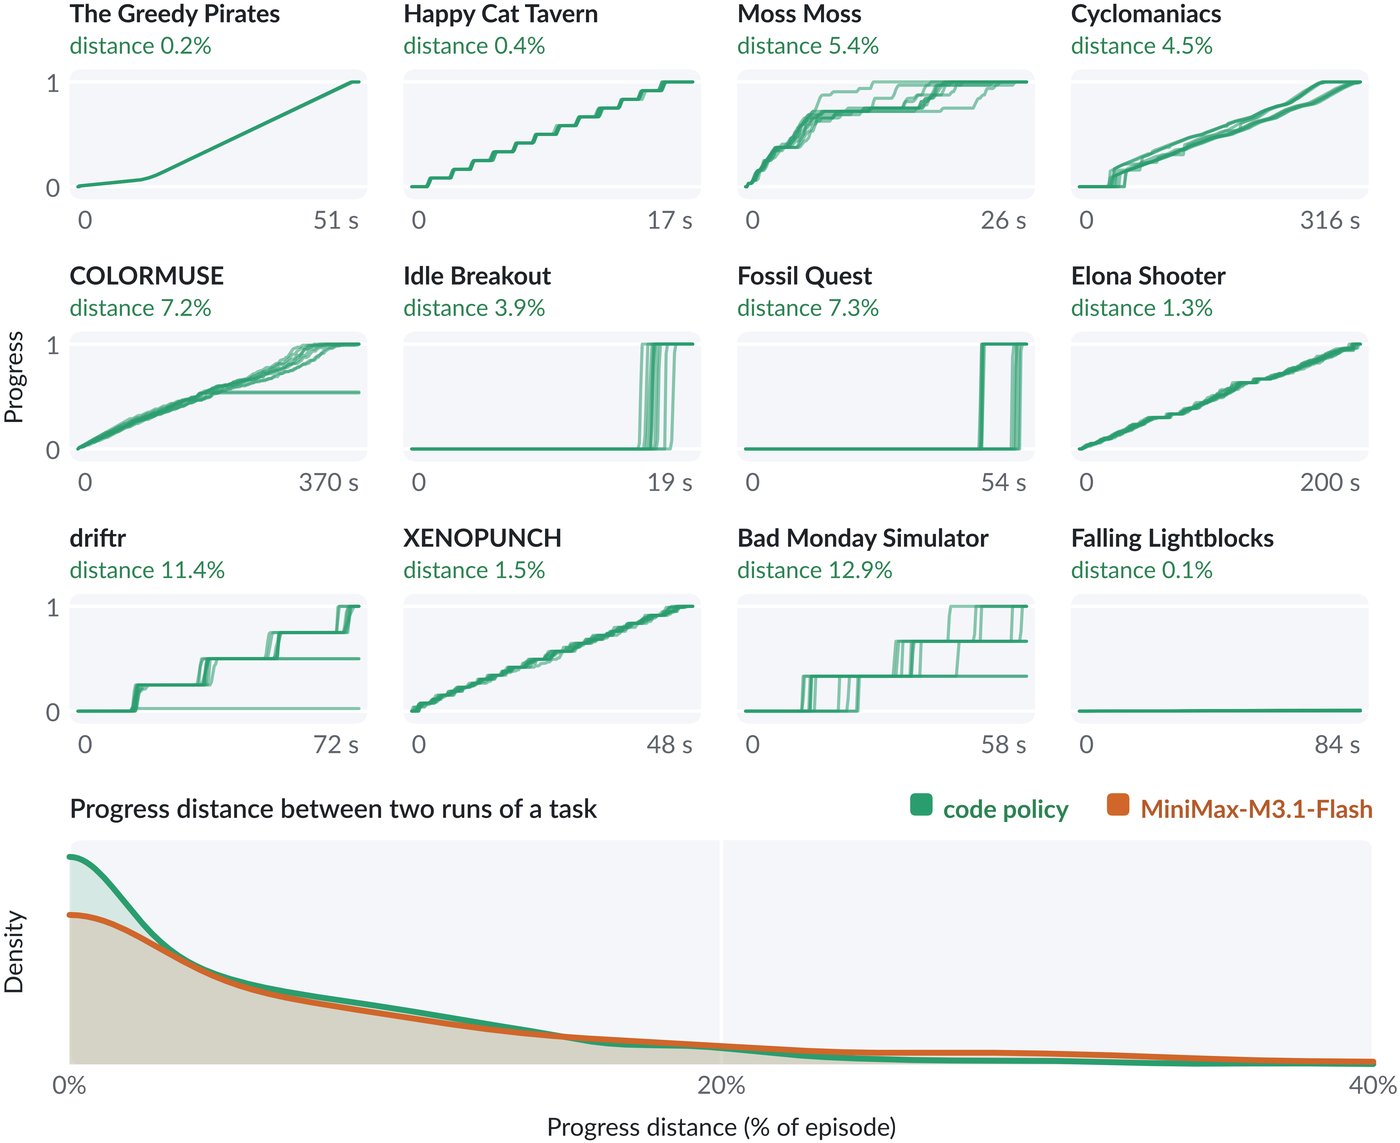 The Greedy Pirates
distance 0.2%
1
0
0
51 s
Happy Cat Tavern
distance 0.4%
0
17 s
Moss Moss
distance 5.4%
0
26 s
Cyclomaniacs
distance 4.5%
0
316 s
Progress
COLORMUSE
distance 7.2%
1
0
0
370 s
Idle Breakout
distance 3.9%
0
19 s
Fossil Quest
distance 7.3%
0
54 s
Elona Shooter
distance 1.3%
0
200 s
driftr
distance 11.4%
1
0
0
72 s
XENOPUNCH
distance 1.5%
0
48 s
Bad Monday Simulator
distance 12.9%
0
58 s
Falling Lightblocks
distance 0.1%
0
84 s
Progress distance between two runs of a task
code policy
MiniMax-M3.1-Flash
Density
0%
20%
40%
Progress distance (% of episode)